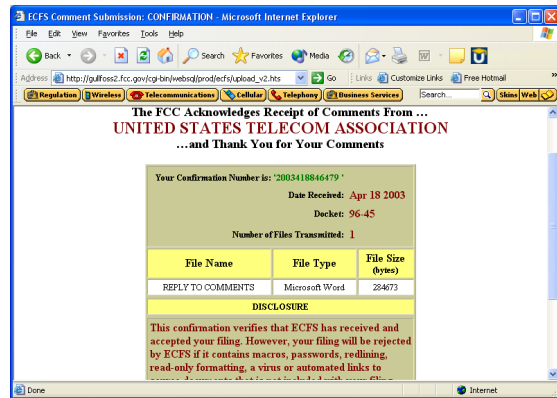 ECFS Comment Submission: CONFIRMATION - Microsoft Internet Explorer
File Edit View Favorites Tools Help
Back Search Favorites Media
Address http://gullfoss2.fcc.gov/cgi-bin/websql/prod/ecfs/upload_v2.hts Go Links Customize Links Free Hotmail
Regulation Wireless Telecommunications Cellular Telephony Business Services Search... Skins Web
The FCC Acknowledges Receipt of Comments From ...
UNITED STATES TELECOM ASSOCIATION
...and Thank You for Your Comments
Your Confirmation Number is: '2003418846479 '
Date Received: Apr 18 2003
Docket: 96-45
Number of Files Transmitted: 1
File Name File Type File Size
(bytes)
REPLY TO COMMENTS Microsoft Word 284673
DISCLOSURE
This confirmation verifies that ECFS has received and
accepted your filing. However, your filing will be rejected
by ECFS if it contains macros, passwords, redlining,
read-only formatting, a virus or automated links to
Done Internet